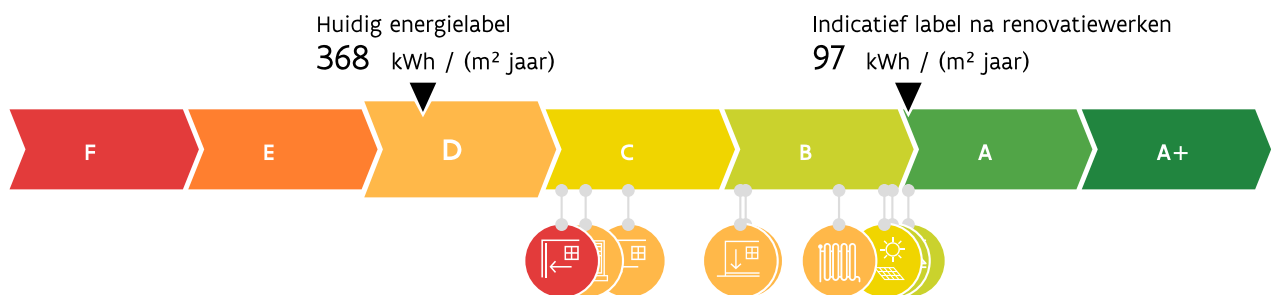 Huidig energielabel
368 kWh / (m² jaar)
Indicatief label na renovatiewerken
97 kWh / (m² jaar)
F E D C B A A+